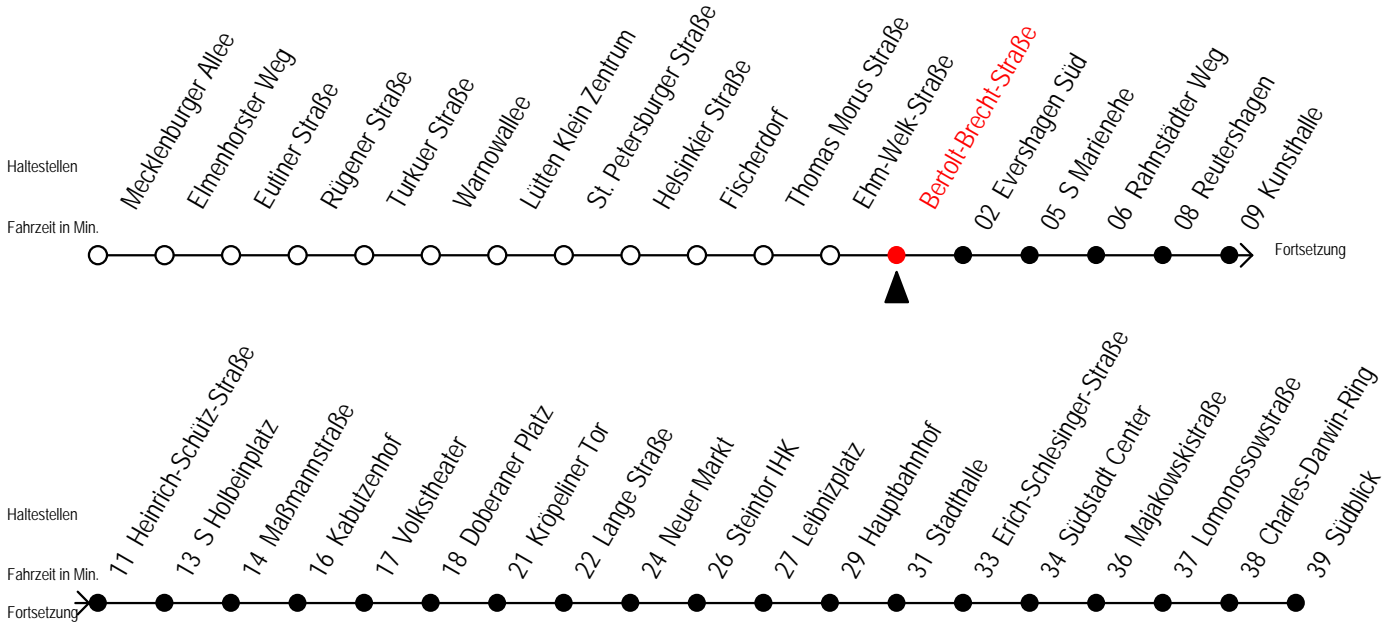 Haltestellen
Mecklenburger Allee
Elmenhorster Weg
Eutiner Straße
Rügener Straße
Turkuer Straße
Warnowallee
Lütten Klein Zentrum
St. Petersburger Straße
Helsinkier Straße
Fischerdorf
Thomas Morus Straße
Ehm-Welk-Straße
Bertolt-Brecht-Straße
02 Evershagen Süd
05 S Marienehe
06 Rahnstädter Weg
08 Reutershagen
09 Kunsthalle
Fahrzeit in Min.
Fortsetzung
Haltestellen
11 Heinrich-Schütz-Straße
13 S Holbeinplatz
14 Maßmannstraße
16 Kabutzenhof
17 Volkstheater
18 Doberaner Platz
21 Kröpeliner Tor
22 Lange Straße
24 Neuer Markt
26 Steintor IHK
27 Leibnizplatz
29 Hauptbahnhof
31 Stadthalle
33 Erich-Schlesinger-Straße
34 Südstadt Center
36 Majakowskistraße
37 Lomonossowstraße
38 Charles-Darwin-Ring
39 Südblick
Fahrzeit in Min.
Fortsetzung